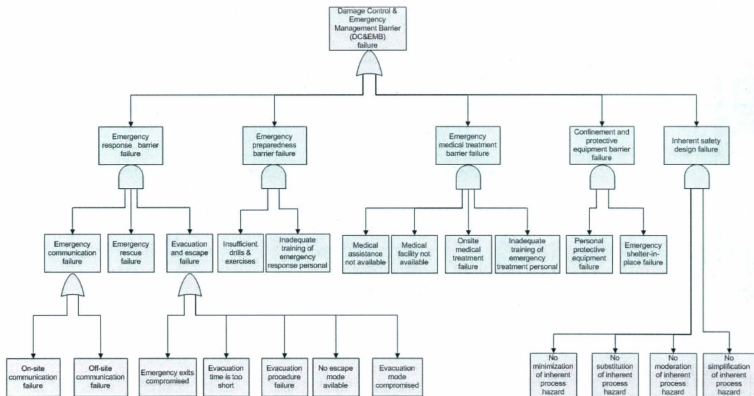 Damage Control &
Emergency
Management Barrier
(DC&EMB)
failure
Emergency
response barrier
failure
Emergency
preparedness
barrier failure
Emergency
medical treatment
barrier failure
Confinement and
protective
equipment barrier
failure
Inherent safety
design failure
Emergency
communication
failure
Emergency
rescue
failure
Evacuation
and escape
failure
Insufficient
drills &
exercises
Inadequate
training of
emergency
response personal
Medical
assistance
not available
Medical
facility not
available
Onsite
medical
treatment
failure
Inadequate
training of
emergency
treatment personal
Personal
protective
equipment
failure
Emergency
shelter-in-
place failure
On-site
communication
failure
Off-site
communication
failure
Emergency exits
compromised
Evacuation
time is too
short
Evacuation
procedure
failure
No escape
mode
avilable
Evacuation
mode
compromised
No
minimization
of inherent
process
hazard
No
substitution
of inherent
process
hazard
No
moderation of
inherent
process
hazard
No
simplification
of inherent
process
hazard